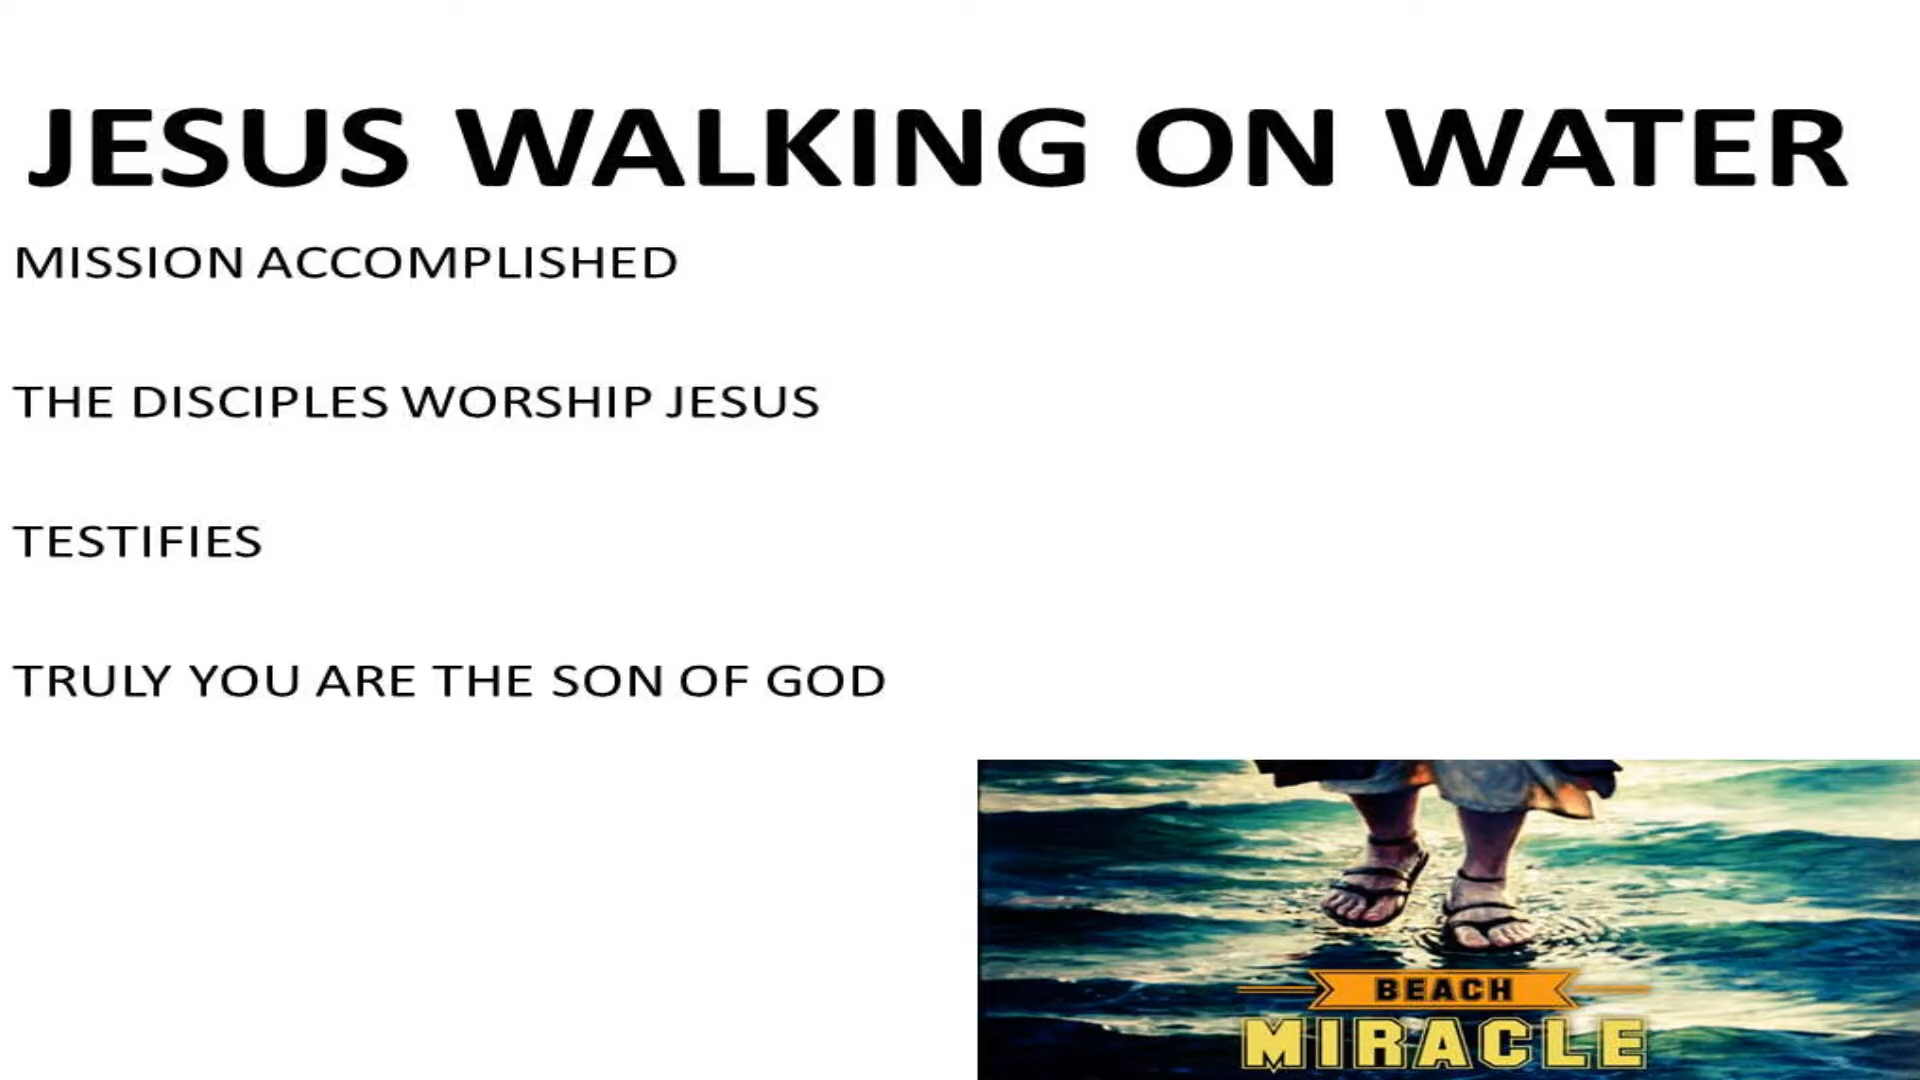 JESUS WALKING ON WATER
MISSION ACCOMPLISHED
THE DISCIPLES WORSHIP JESUS
TESTIFIES
TRULY YOU ARE THE SON OF GOD
BEACH
MIRACLE